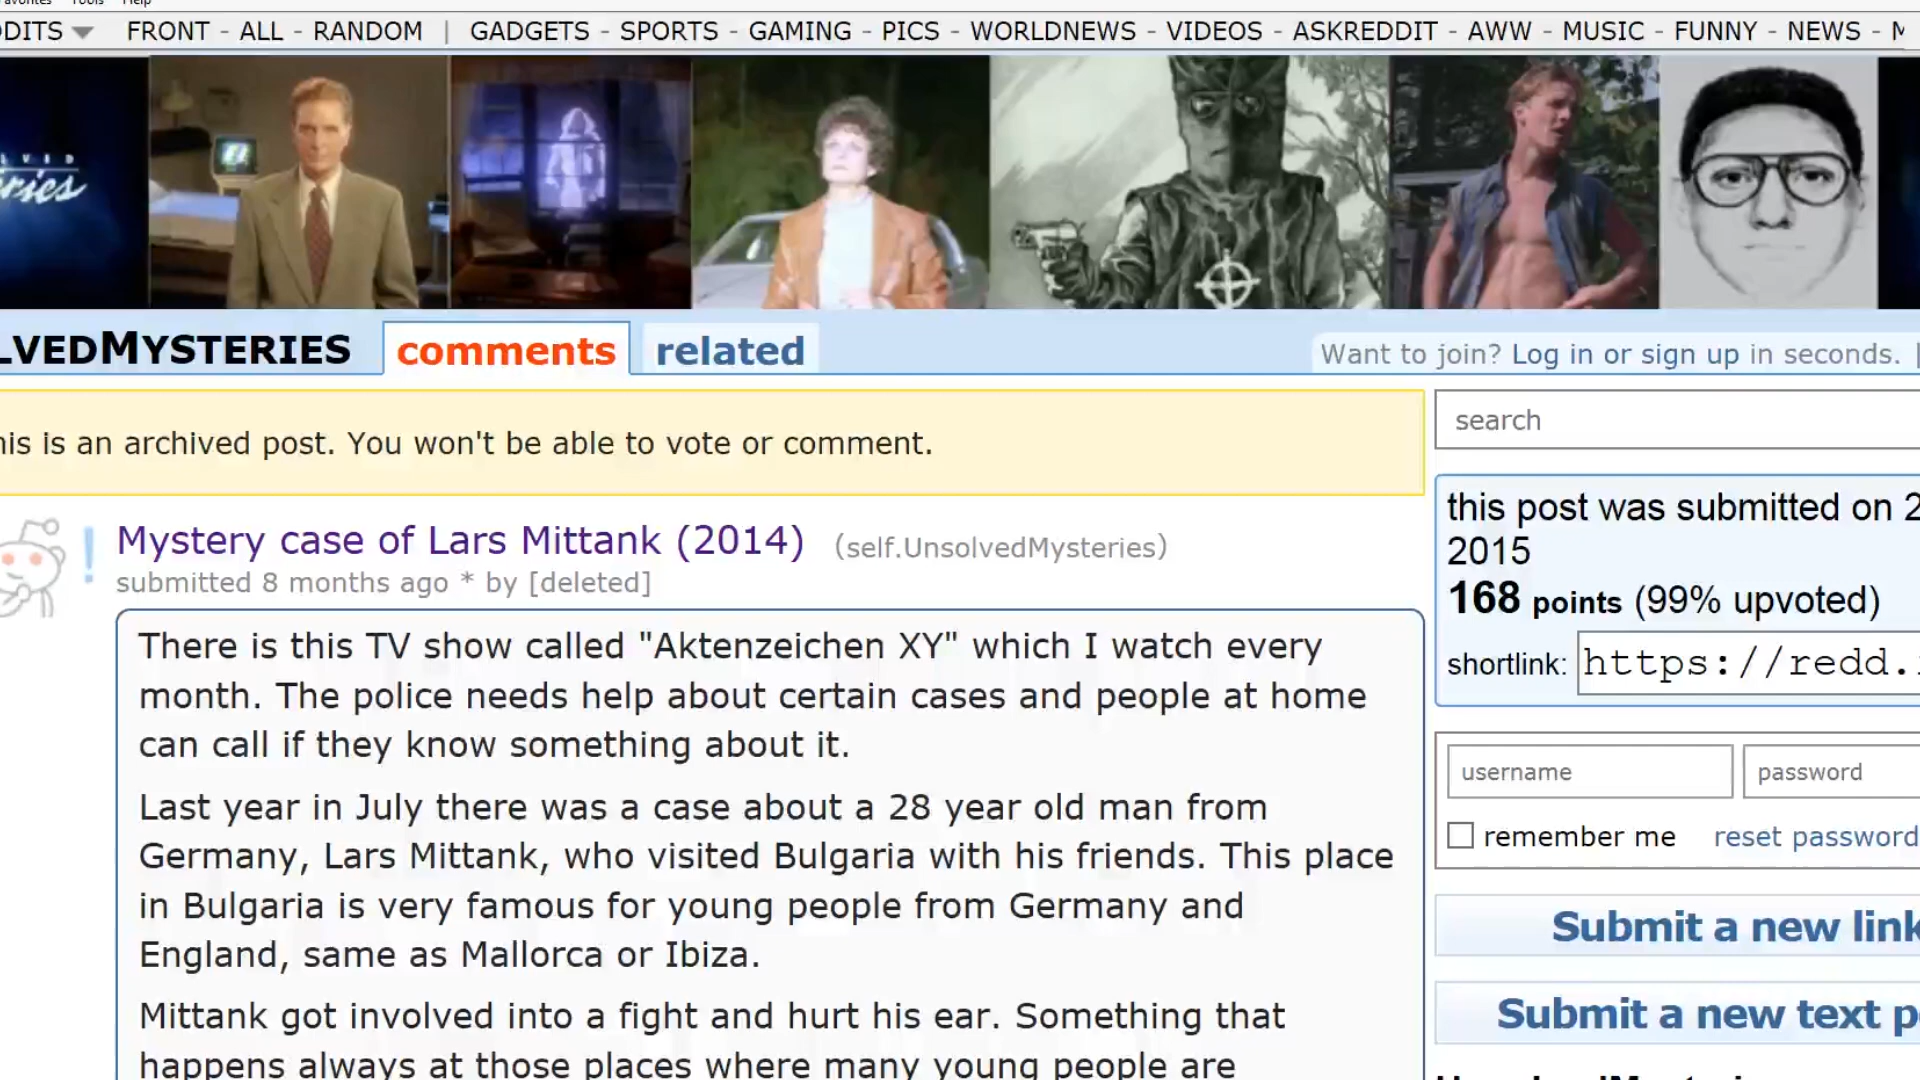 Tools Help
FRONT - ALL - RANDOM | GADGETS - SPORTS - GAMING - PICS - WORLDNEWS - VIDEOS - ASKREDDIT - AWW - MUSIC - FUNNY - NEWS -
comments related
Want to join? Log in or sign up in seconds. |
is is an archived post. You won't be able to vote or comment.
search
this post was submitted on 2
2015
168 points (99% upvoted)
shortlink: https://redd.
Mystery case of Lars Mittank (2014) (self.UnsolvedMysteries)
submitted 8 months ago * by [deleted]
There is this TV show called "Aktenzeichen XY" which I watch every
month. The police needs help about certain cases and people at home
can call if they know something about it.
Last year in July there was a case about a 28 year old man from
Germany, Lars Mittank, who visited Bulgaria with his friends. This place
in Bulgaria is very famous for young people from Germany and
England, same as Mallorca or Ibiza.
Mittank got involved into a fight and hurt his ear. Something that
happens always at those places where many young people are
username password
remember me reset password
Submit a new link
Submit a new text p